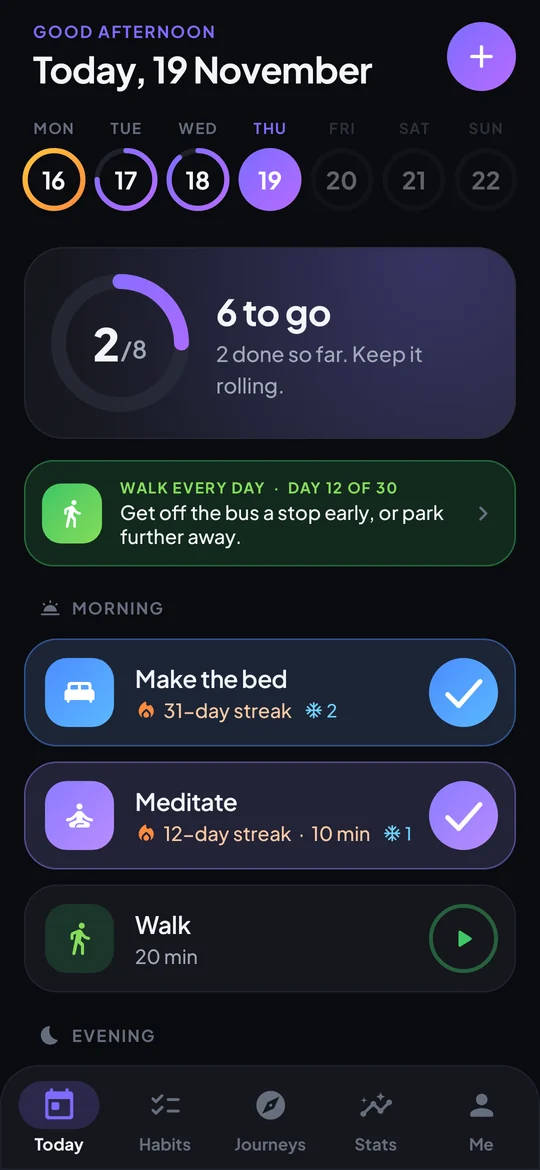 GOOD AFTERNOON
Today, 19 November
MON TUE WED THU FRI SAT SUN
16 17 18 19 20 21 22
2/8
6 to go
2 done so far. Keep it
rolling.
WALK EVERY DAY · DAY 12 OF 30
Get off the bus a stop early, or park
further away.
MORNING
Make the bed
31-day streak 2
Meditate
12-day streak · 10 min 1
Walk
20 min
EVENING
Today Habits Journeys Stats Me